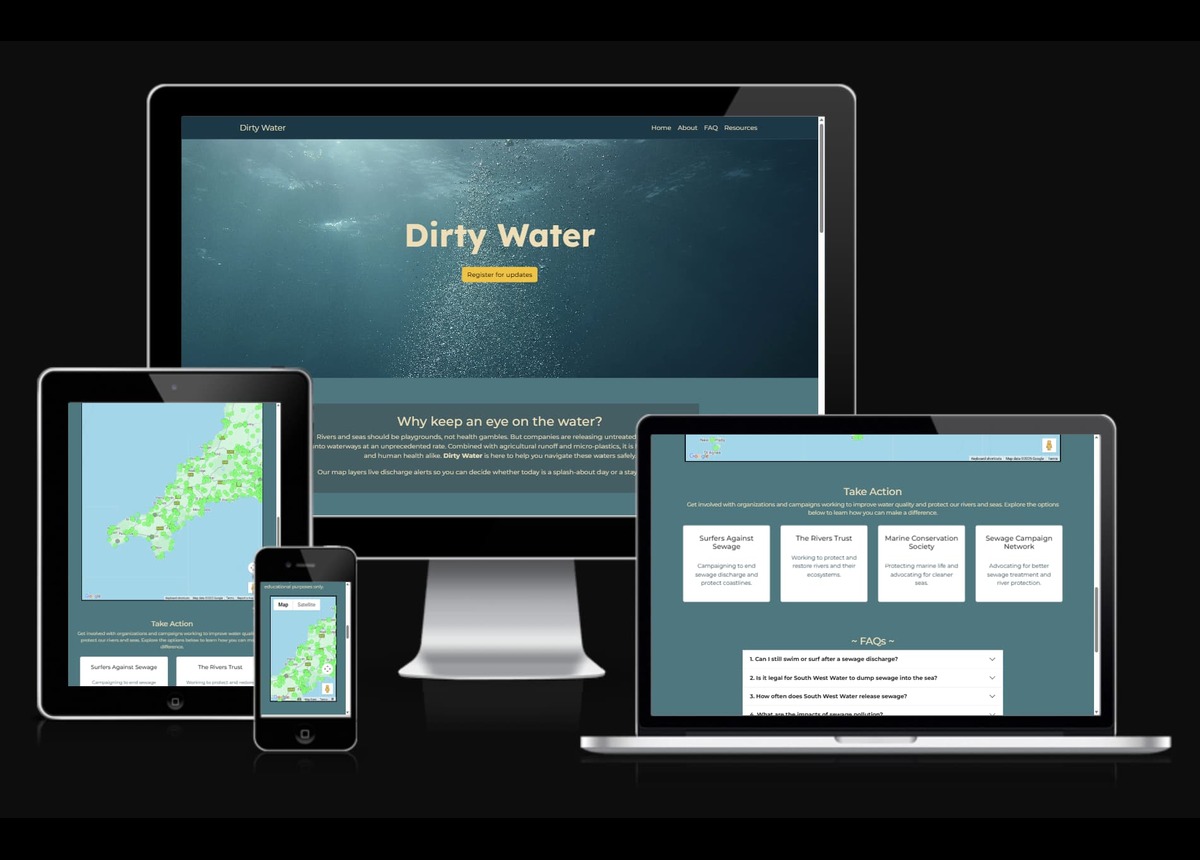 Dirty Water
Home About FAQ Resources
Dirty Water
Register for updates
Why keep an eye on the water?
Rivers and seas should be playgrounds, not health gambles. But companies are releasing untreated
into waterways at an unprecedented rate. Combined with agricultural runoff and micro-plastics, it is
and human health alike. Dirty Water is here to help you navigate these waters safely.
Our map layers live discharge alerts so you can decide whether today is a splash-about day or a stay
Take Action
Get involved with organizations and campaigns working to improve water quality
protect our rivers and seas. Explore the options below to learn how you can make a
difference.
Surfers Against Sewage
The Rivers Trust
Campaigning to end sewage
Working to protect and
educational purposes only
Map Satellite
Google
Keyboard shortcuts Map data ©2025 Google Terms
Take Action
Get involved with organizations and campaigns working to improve water quality and protect our rivers and seas. Explore the options
below to learn how you can make a difference.
Surfers Against
Sewage
Campaigning to end
sewage discharge and
protect coastlines.
The Rivers Trust
Working to protect and
restore rivers and their
ecosystems.
Marine Conservation
Society
Protecting marine life and
advocating for cleaner
seas.
Sewage Campaign
Network
Advocating for better
sewage treatment and
river protection.
~ FAQs ~
1. Can I still swim or surf after a sewage discharge?
2. Is it legal for South West Water to dump sewage into the sea?
3. How often does South West Water release sewage?
4. What are the impacts of sewage pollution?